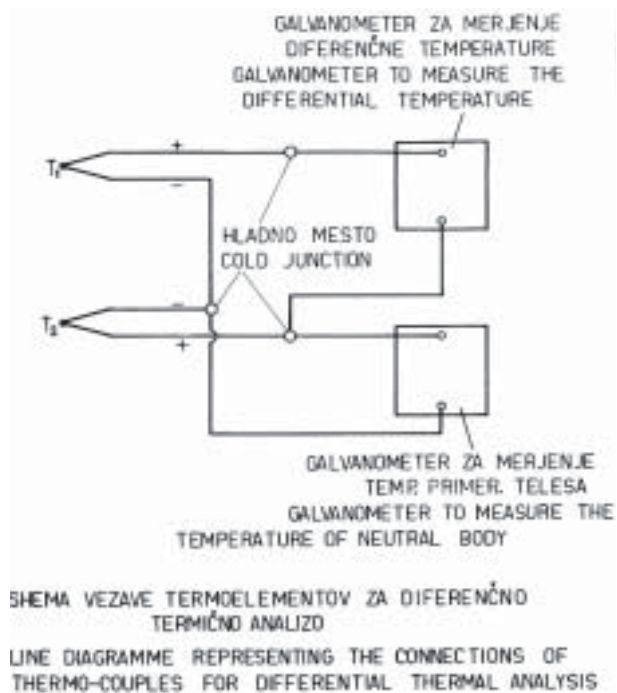 GALVANOMETER ZA MERJENJE
DIFERENČNE TEMPERATURE
GALVANOMETER TO MEASURE THE
DIFFERENTIAL TEMPERATURE
+
T₁
−
HLADNO MESTO
COLD JUNCTION
−
T₂
+
GALVANOMETER ZA MERJENJE
TEMP. PRIMER. TELESA
GALVANOMETER TO MEASURE THE
TEMPERATURE OF NEUTRAL BODY
SHEMA VEZAVE TERMOELEMENTOV ZA DIFERENČNO
TERMIČNO ANALIZO
LINE DIAGRAMME REPRESENTING THE CONNECTIONS OF
THERMO-COUPLES FOR DIFFERENTIAL THERMAL ANALYSIS